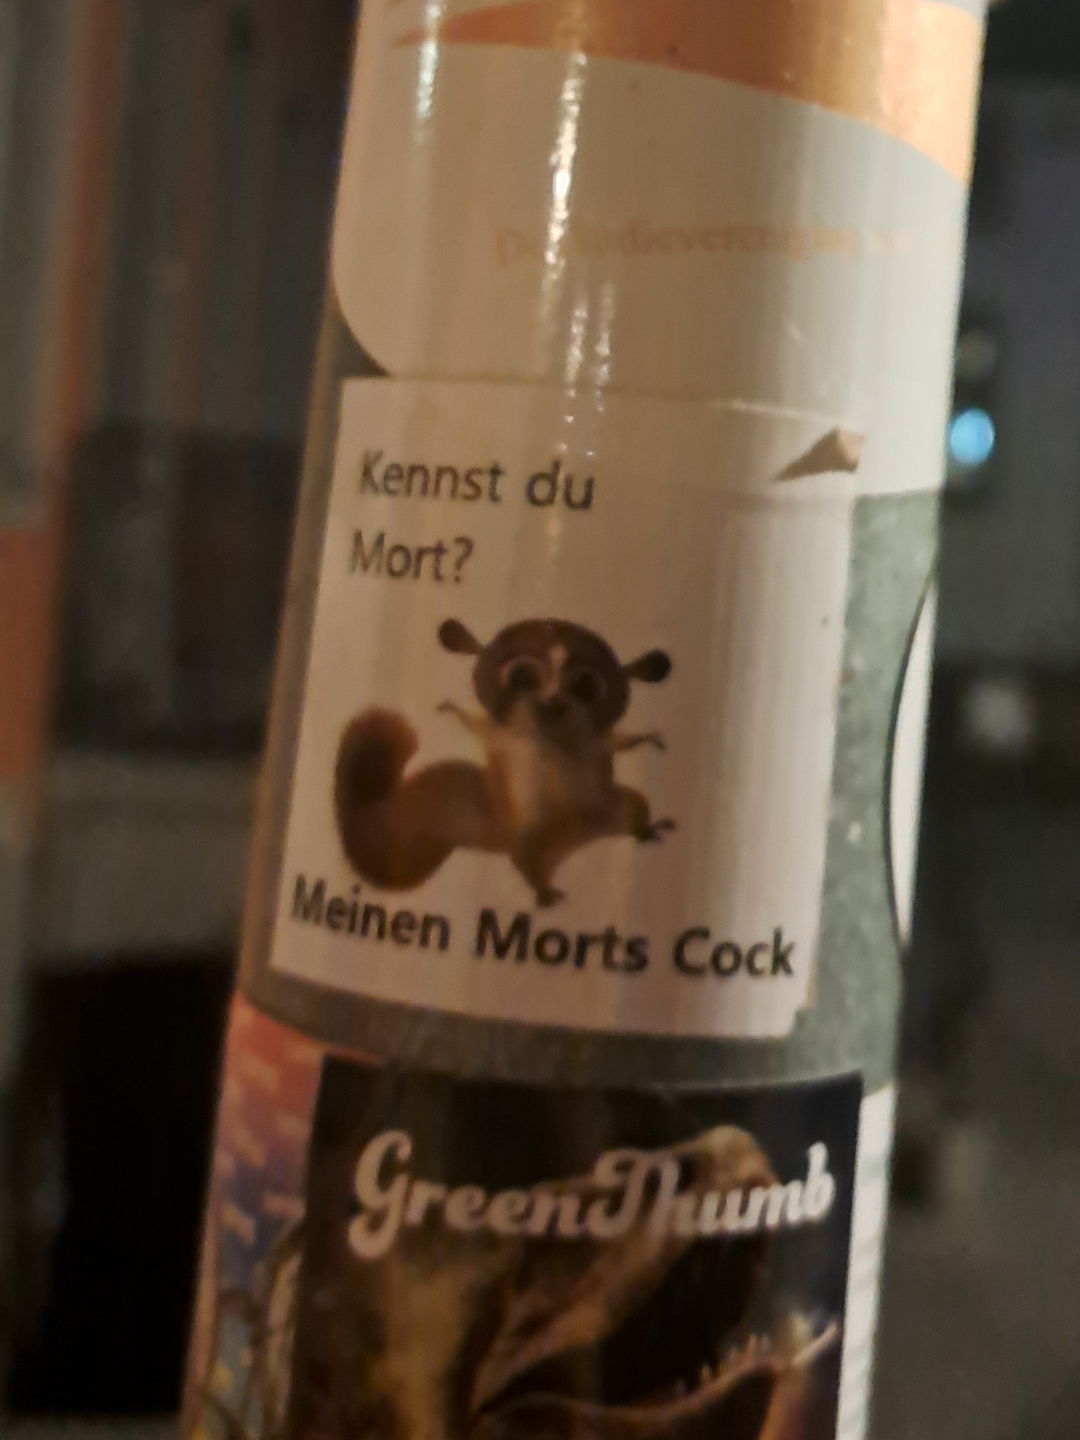 Kennst du
Mort?
Meinen Morts Cock
GreenThumb